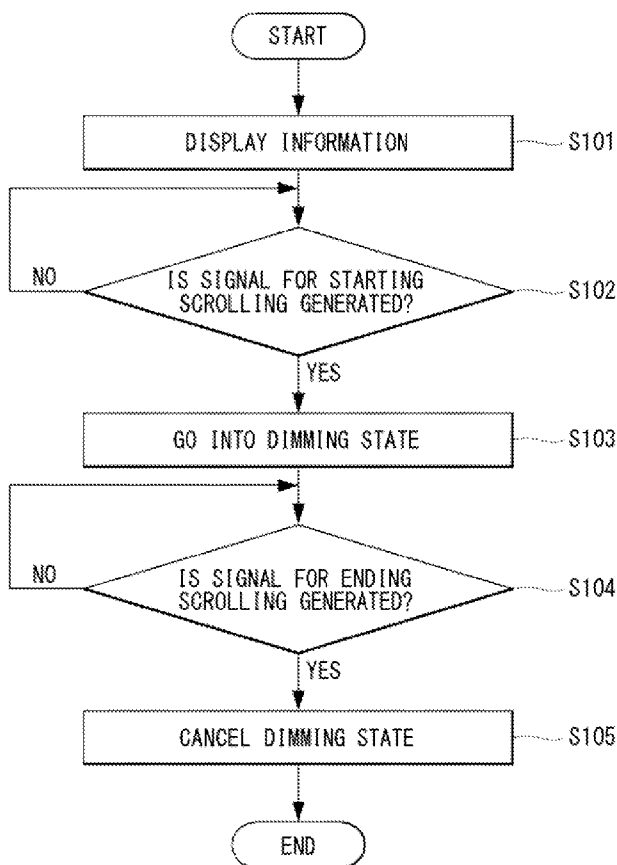 START
DISPLAY INFORMATION
S101
IS SIGNAL FOR STARTING
SCROLLING GENERATED?
S102
NO
YES
GO INTO DIMMING STATE
S103
IS SIGNAL FOR ENDING
SCROLLING GENERATED?
S104
NO
YES
CANCEL DIMMING STATE
S105
END